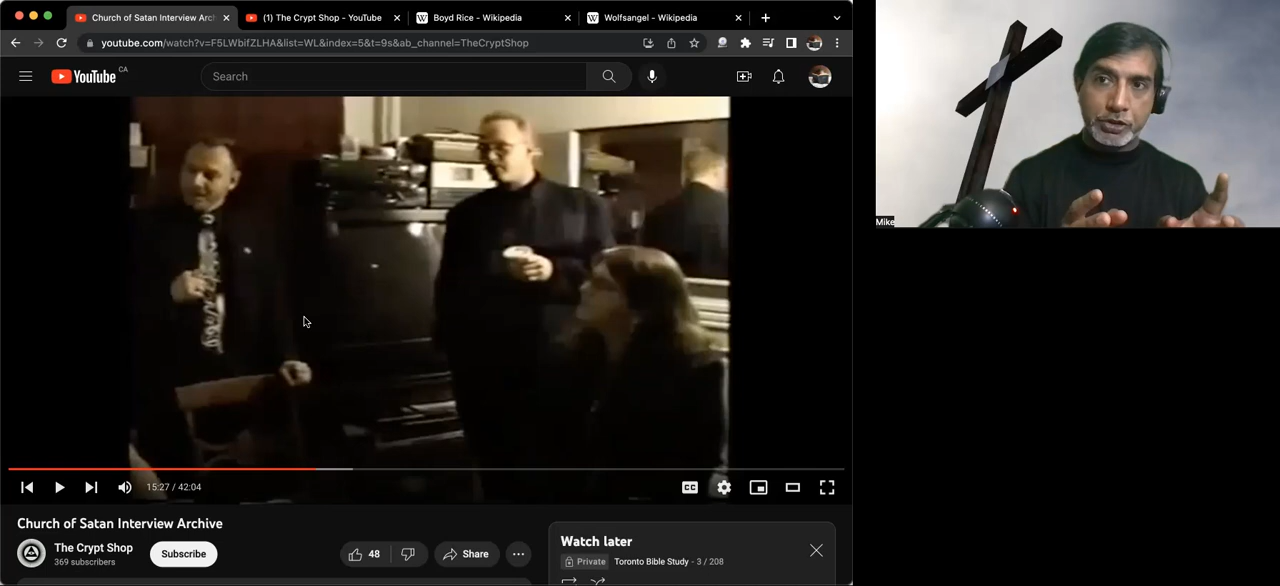 Church of Satan Interview Arch
(1) The Crypt Shop - YouTube
Boyd Rice - Wikipedia
Wolfsangel - Wikipedia
youtube.com/watch?v=F5LWbifZLHA&list=WL&index=5&t=9s&ab_channel=TheCryptShop
YouTube CA
Search
Mike
15:27 / 42:04
CC
Church of Satan Interview Archive
The Crypt Shop
369 subscribers
Subscribe
48
Share
Watch later
Private
Toronto Bible Study - 3 / 208